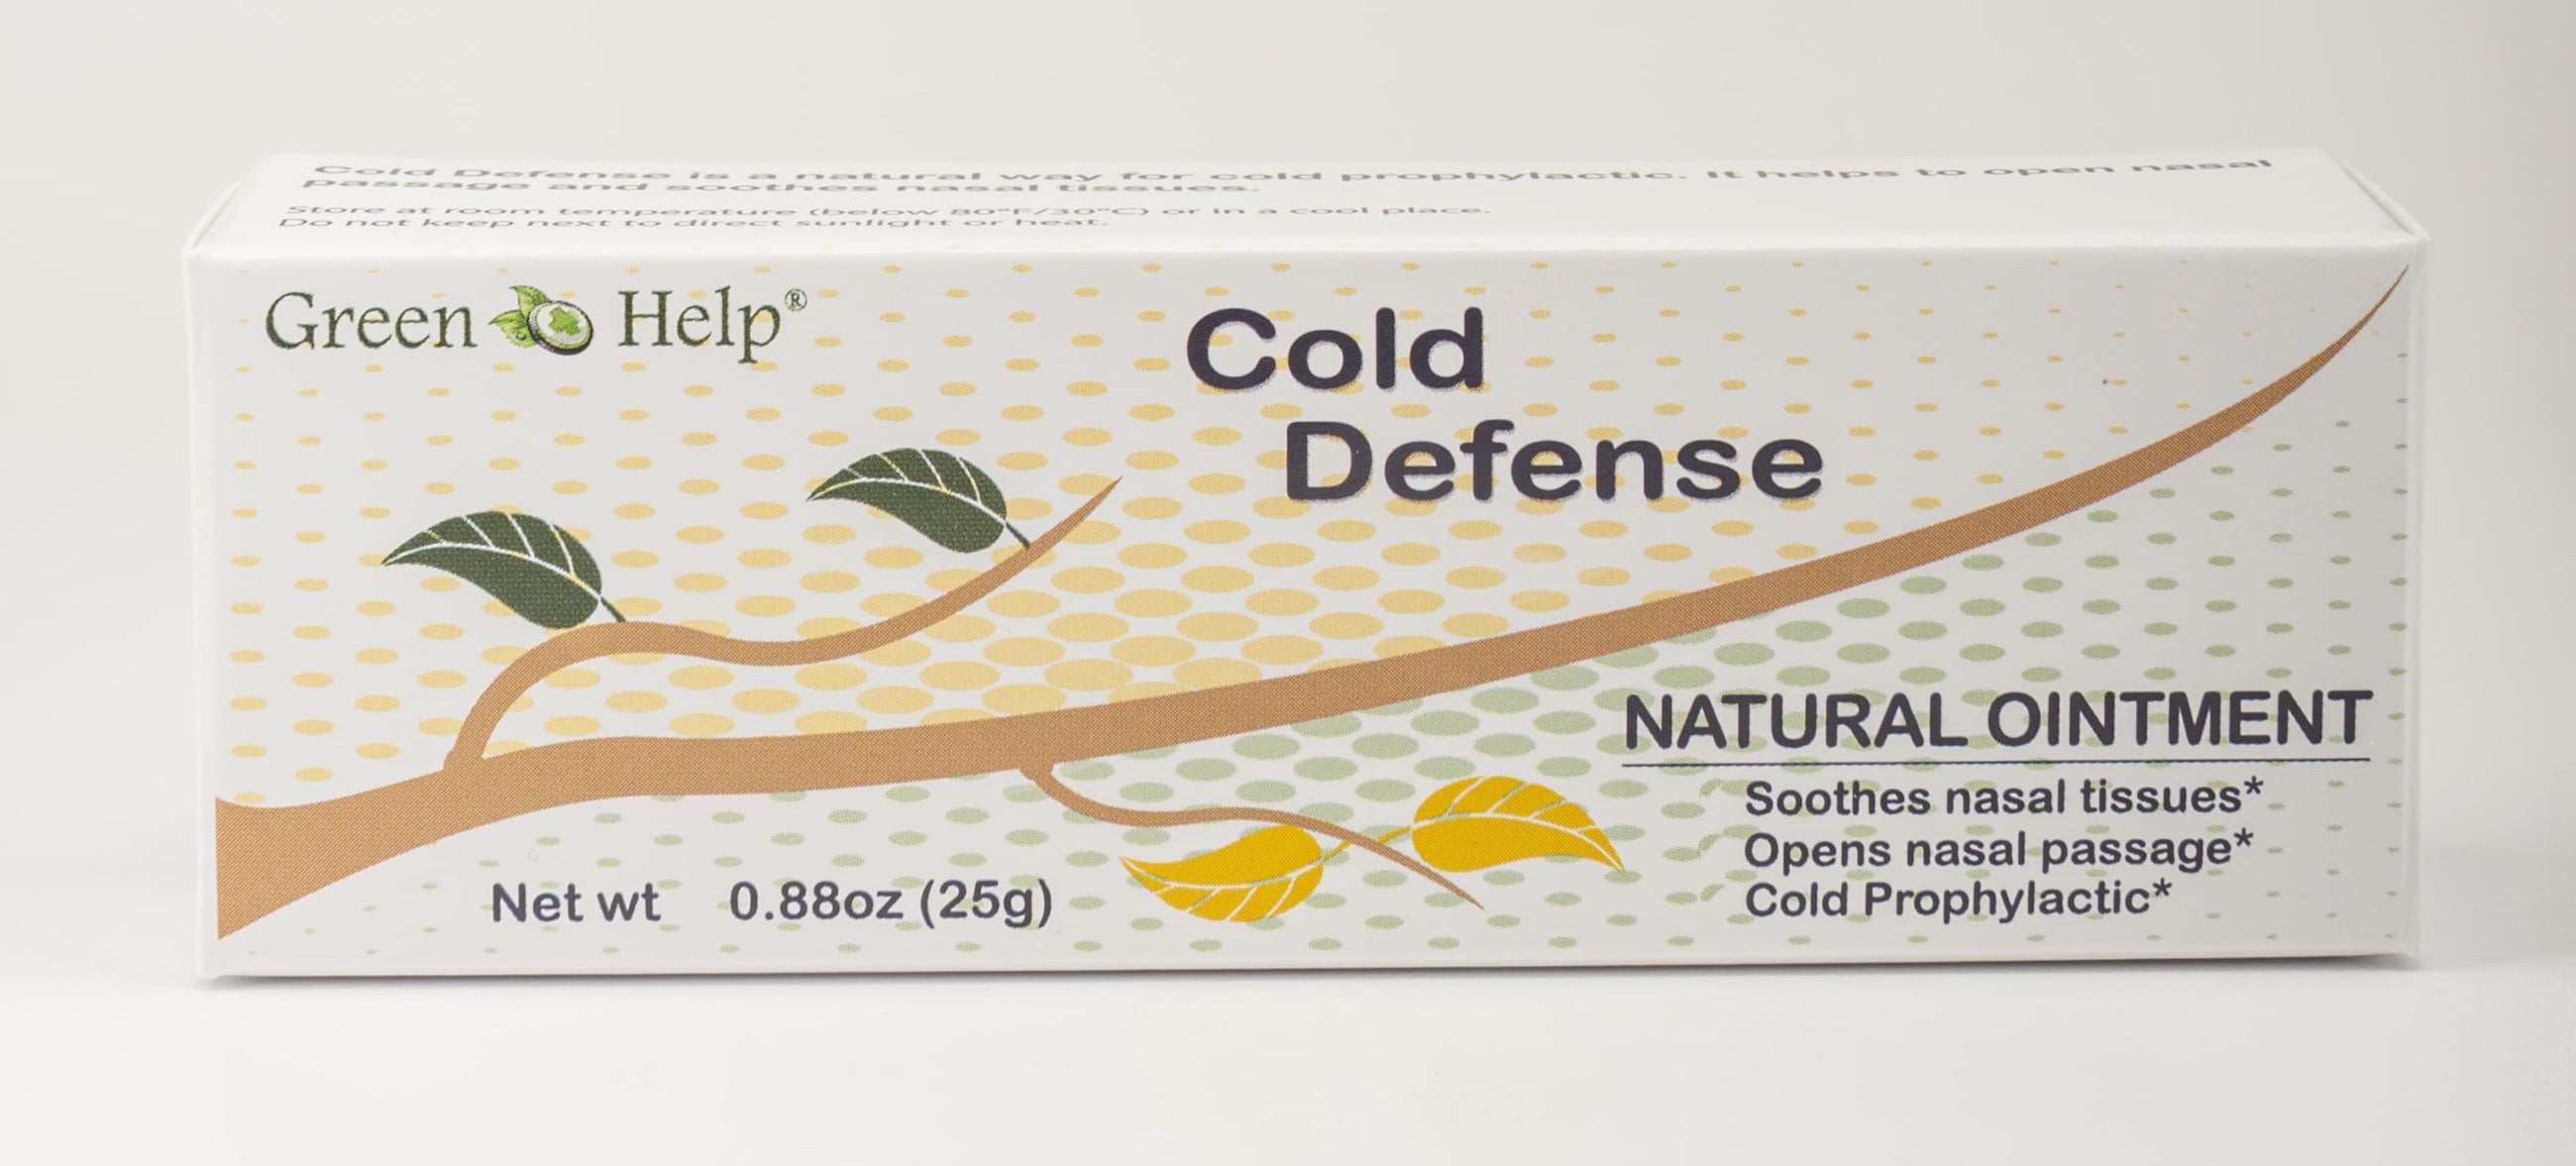 Cold Defense is a natural way for cold prophylactic. It helps to open nasal
passage and soothes nasal tissues.
Store at room temperature (below 80°F/30°C) or in a cool place.
Do not keep next to direct sunlight or heat.
Green Help®
Cold
Defense
NATURAL OINTMENT
Soothes nasal tissues*
Opens nasal passage*
Cold Prophylactic*
Net wt 0.88oz (25g)